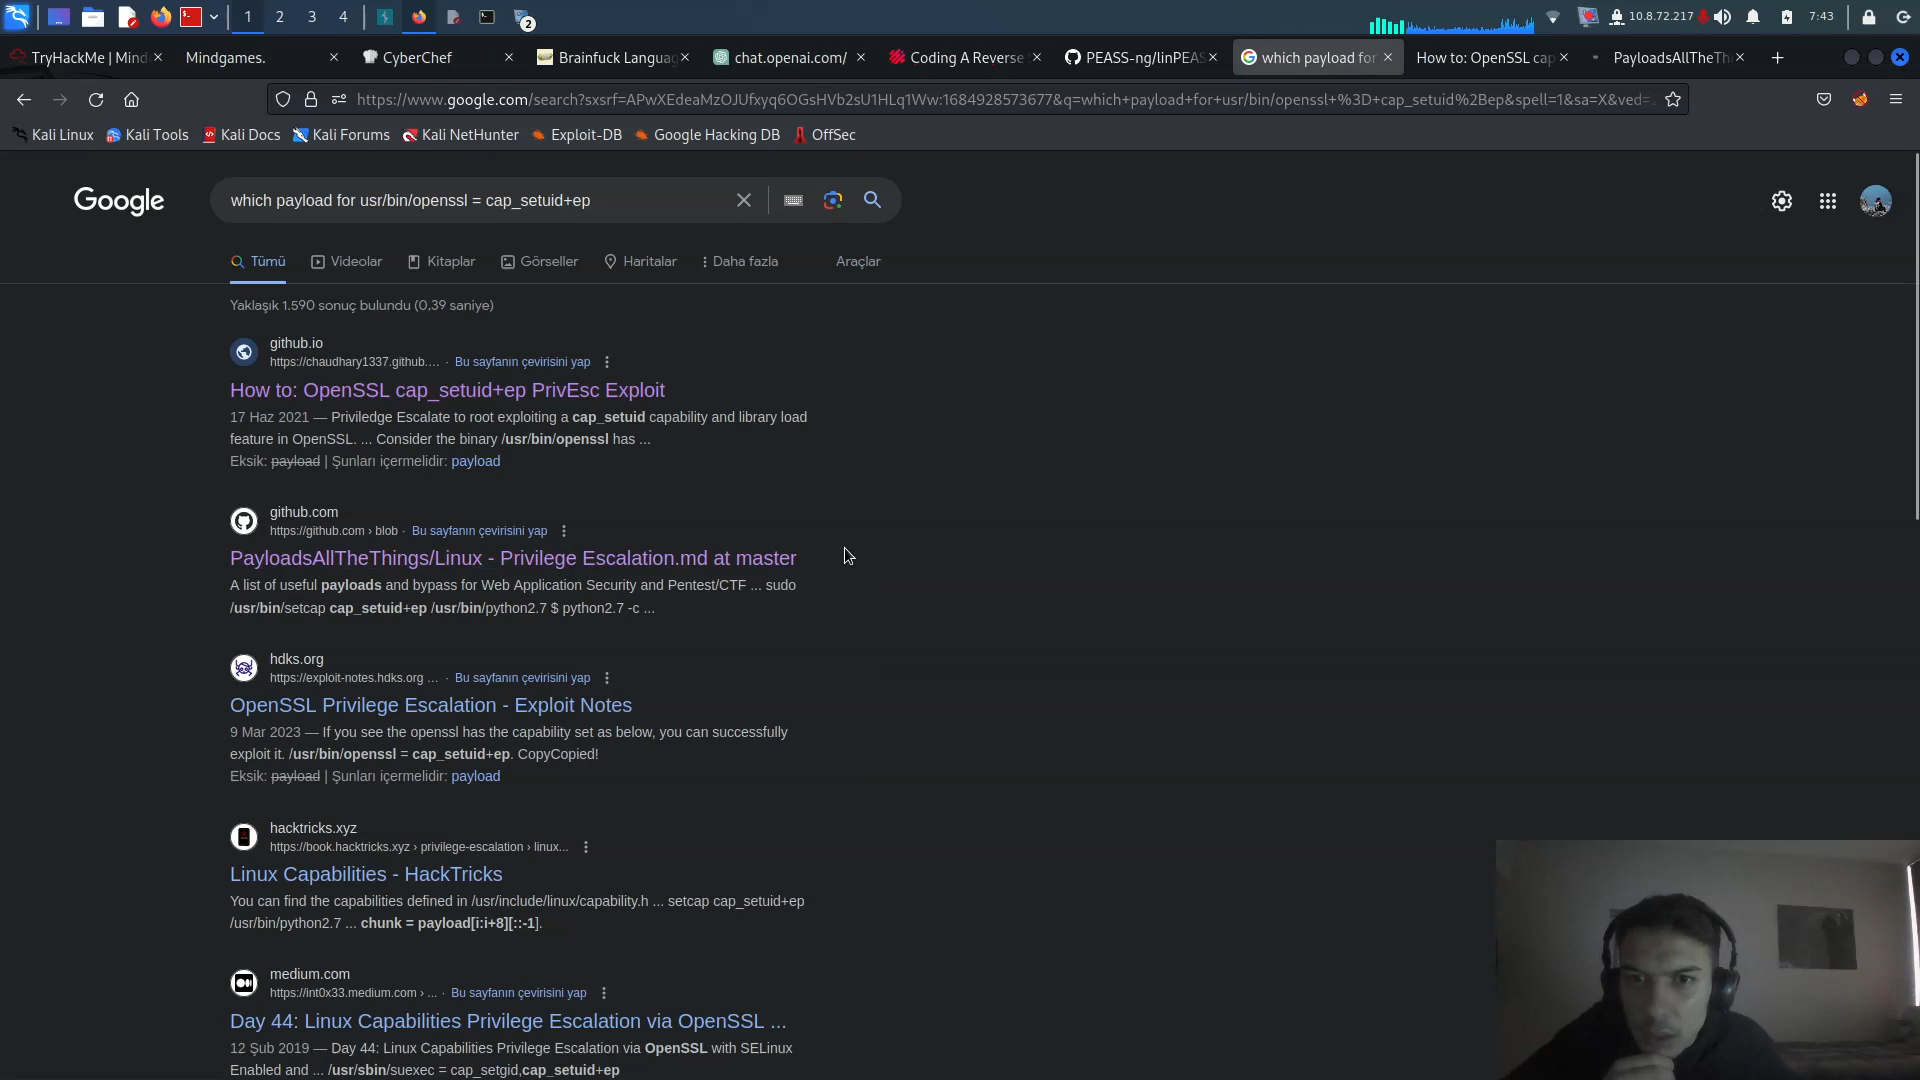 1 2 3 4 2 10.8.72.217 7:43
TryHackMe | Mind Mindgames. CyberChef Brainfuck Languag chat.openai.com/ Coding A Reverse PEASS-ng/linPEAS which payload for How to: OpenSSL cap PayloadsAllTheTh
https://www.google.com/search?sxsrf=APwXEdeaMzOJUfxyq6OGsHVb2sU1HLq1Ww:1684928573677&q=which+payload+for+usr/bin/openssl+%3D+cap_setuid%2Bep&spell=1&sa=X&ved=
Kali Linux Kali Tools Kali Docs Kali Forums Kali NetHunter Exploit-DB Google Hacking DB OffSec
Google which payload for usr/bin/openssl = cap_setuid+ep
Tümü Videolar Kitaplar Görseller Haritalar Daha fazla Araçlar
Yaklaşık 1.590 sonuç bulundu (0,39 saniye)
github.io
https://chaudhary1337.github.... · Bu sayfanın çevirisini yap
How to: OpenSSL cap_setuid+ep PrivEsc Exploit
17 Haz 2021 — Priviledge Escalate to root exploiting a cap_setuid capability and library load
feature in OpenSSL. ... Consider the binary /usr/bin/openssl has ...
Eksik: payload | Şunları içermelidir: payload
github.com
https://github.com › blob · Bu sayfanın çevirisini yap
PayloadsAllTheThings/Linux - Privilege Escalation.md at master
A list of useful payloads and bypass for Web Application Security and Pentest/CTF ... sudo
/usr/bin/setcap cap_setuid+ep /usr/bin/python2.7 $ python2.7 -c ...
hdks.org
https://exploit-notes.hdks.org ... · Bu sayfanın çevirisini yap
OpenSSL Privilege Escalation - Exploit Notes
9 Mar 2023 — If you see the openssl has the capability set as below, you can successfully
exploit it. /usr/bin/openssl = cap_setuid+ep. CopyCopied!
Eksik: payload | Şunları içermelidir: payload
hacktricks.xyz
https://book.hacktricks.xyz › privilege-escalation › linux...
Linux Capabilities - HackTricks
You can find the capabilities defined in /usr/include/linux/capability.h ... setcap cap_setuid+ep
/usr/bin/python2.7 ... chunk = payload[i:i+8][::-1].
medium.com
https://int0x33.medium.com › ... · Bu sayfanın çevirisini yap
Day 44: Linux Capabilities Privilege Escalation via OpenSSL ...
12 Şub 2019 — Day 44: Linux Capabilities Privilege Escalation via OpenSSL with SELinux
Enabled and ... /usr/sbin/suexec = cap_setgid,cap_setuid+ep